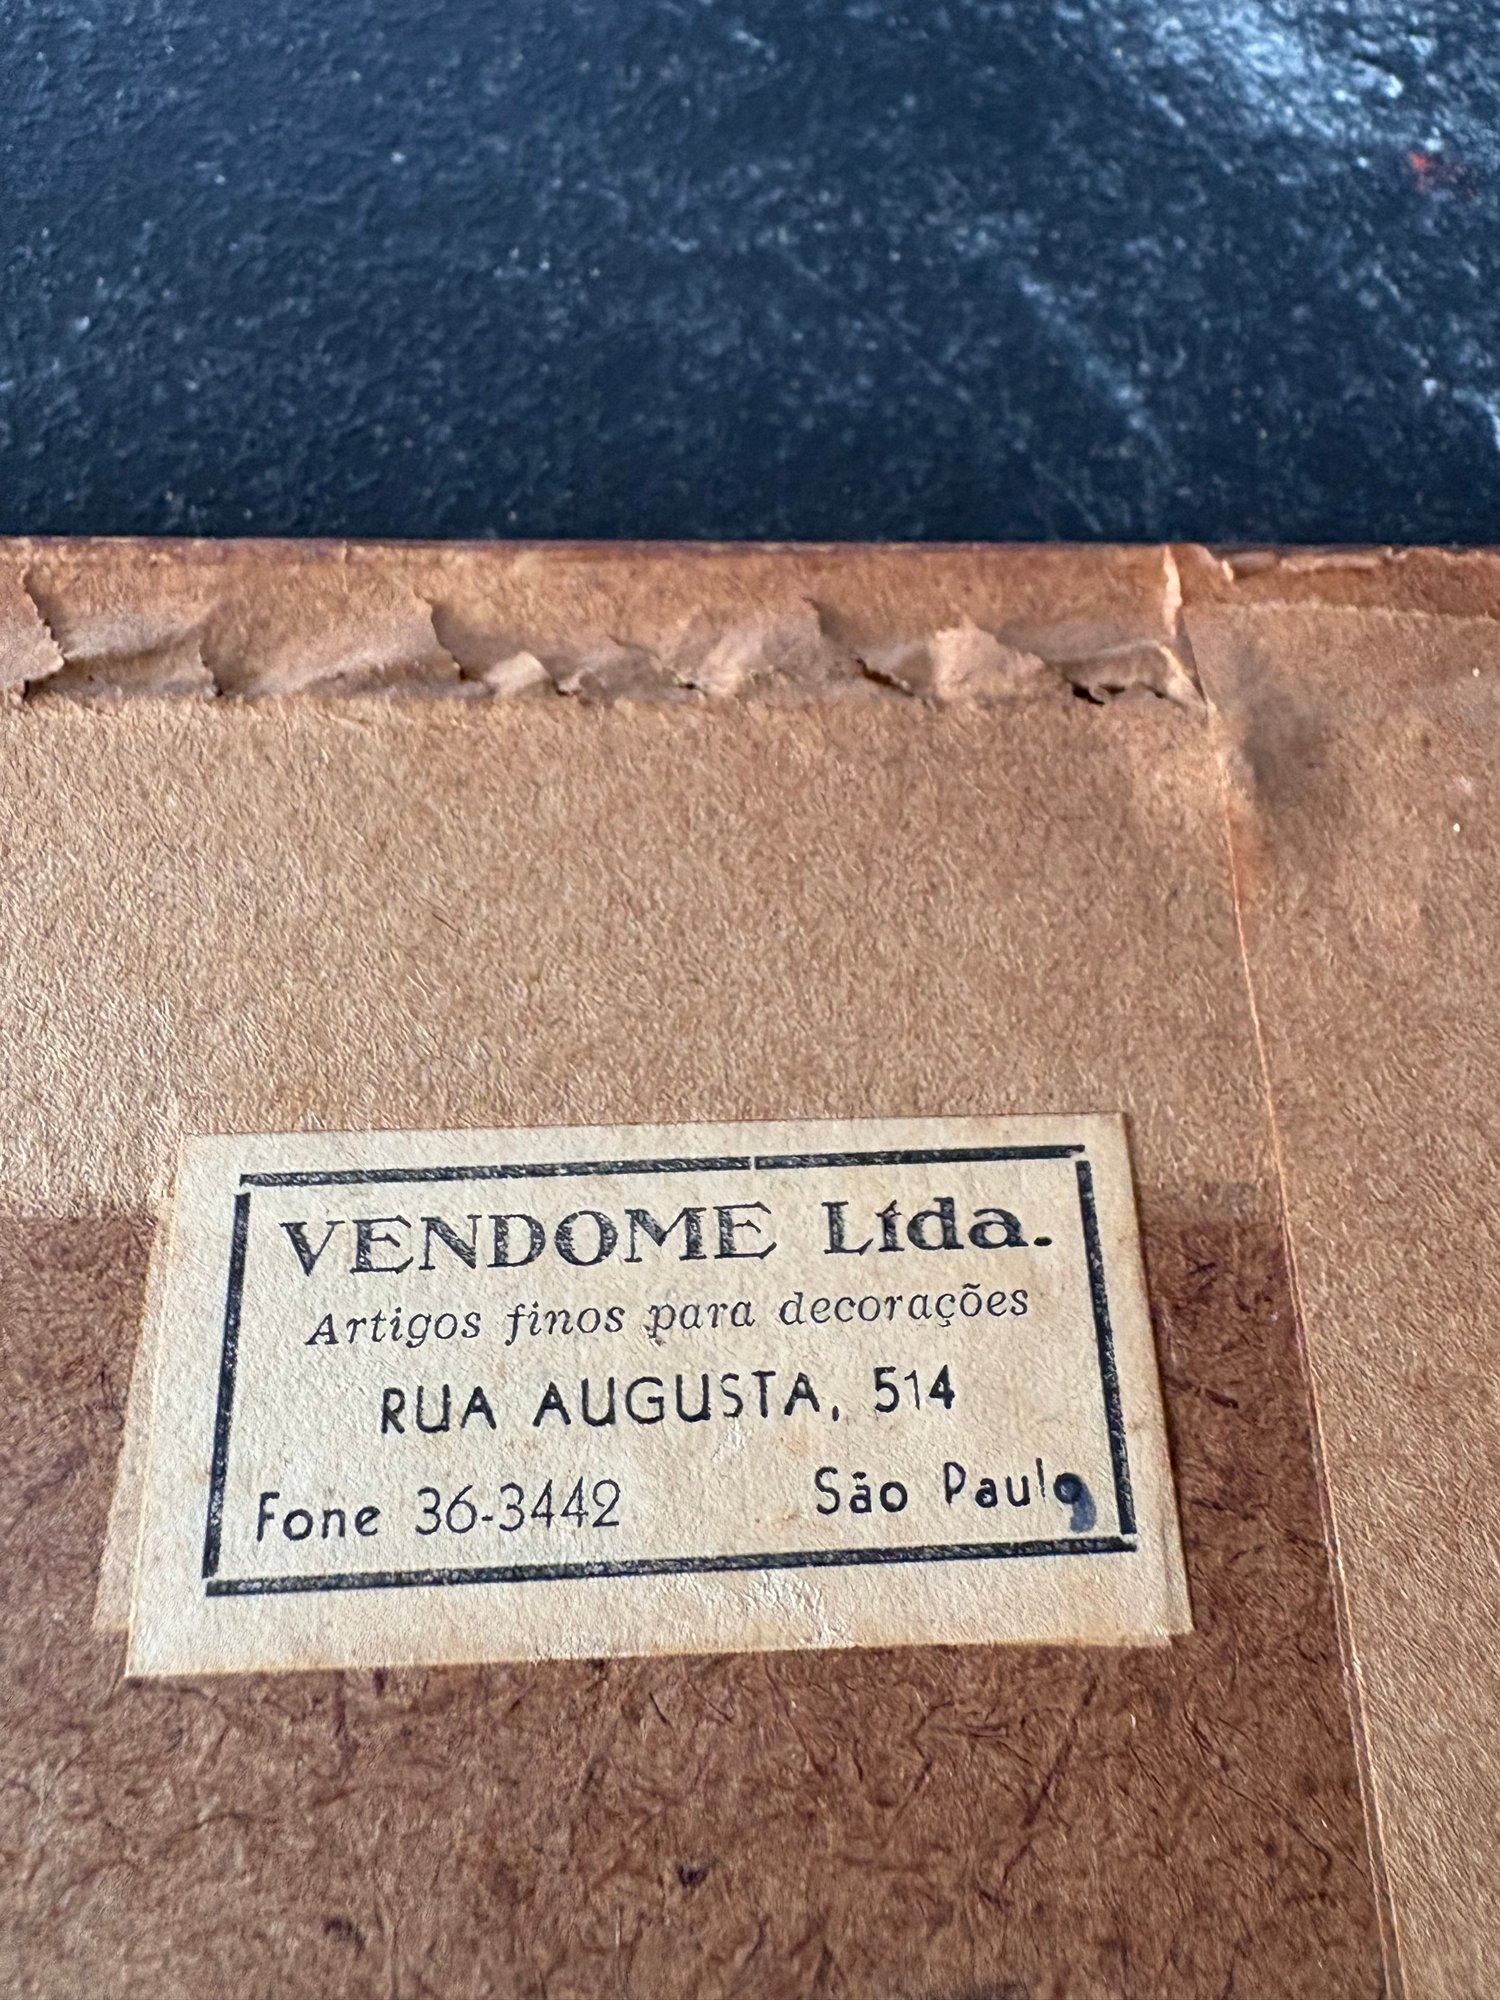 VENDOME Ltda.
Artigos finos para decorações
RUA AUGUSTA, 514
Fone 36-3442 São Paulo